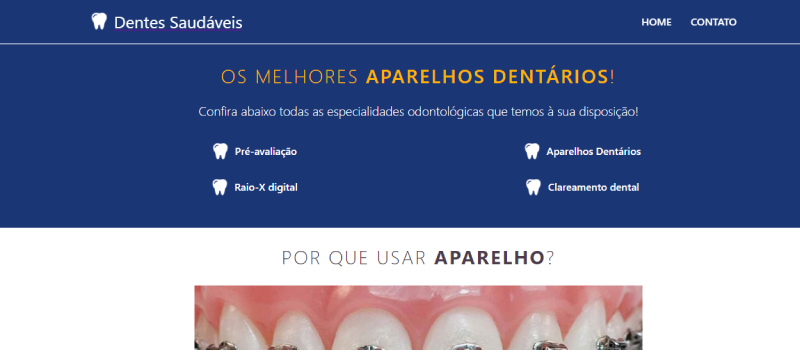 Dentes Saudáveis
HOME CONTATO
OS MELHORES APARELHOS DENTÁRIOS!
Confira abaixo todas as especialidades odontológicas que temos à sua disposição!
Pré-avaliação
Aparelhos Dentários
Raio-X digital
Clareamento dental
POR QUE USAR APARELHO?